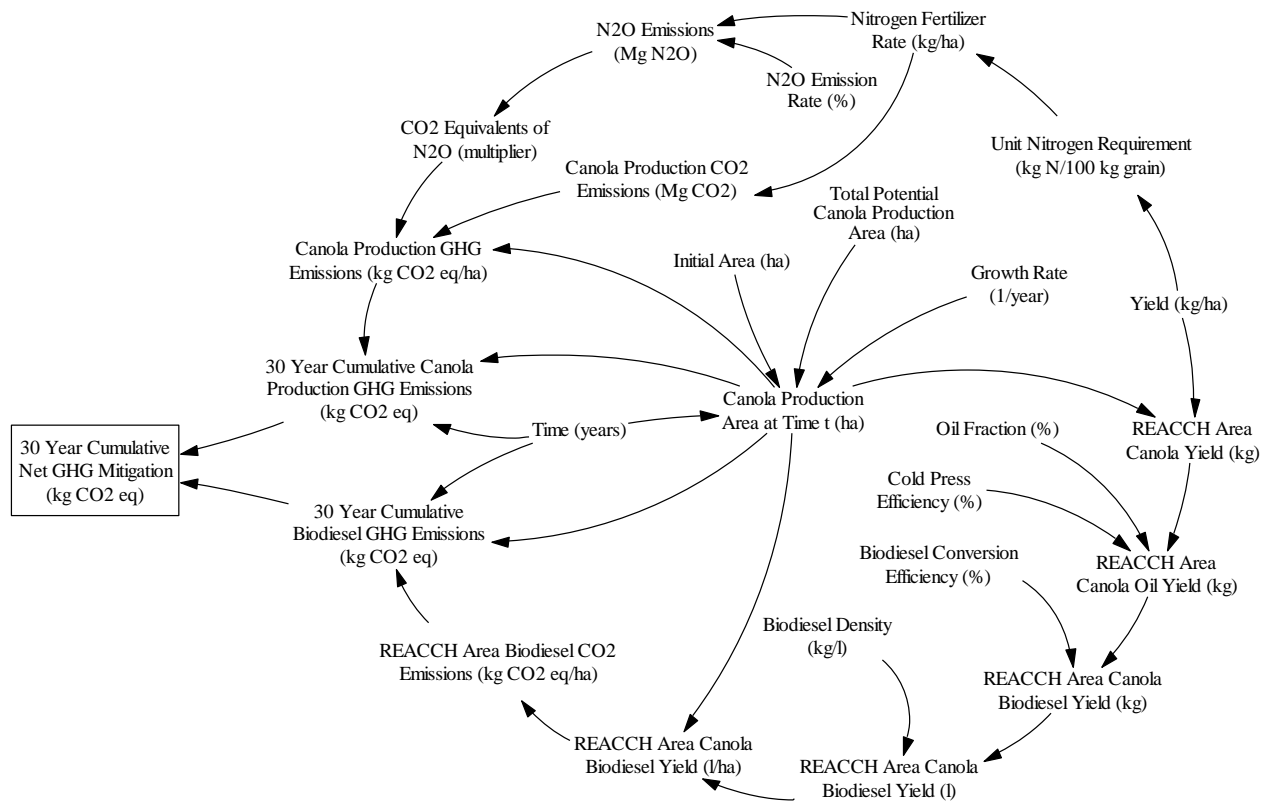 N2O Emissions
(Mg N2O)
Nitrogen Fertilizer
Rate (kg/ha)
N2O Emission
Rate (%)
CO2 Equivalents of
N2O (multiplier)
Unit Nitrogen Requirement
(kg N/100 kg grain)
Canola Production CO2
Emissions (Mg CO2)
Total Potential
Canola Production
Area (ha)
Canola Production GHG
Emissions (kg CO2 eq/ha)
Initial Area (ha)
Growth Rate
(1/year)
Yield (kg/ha)
30 Year Cumulative Canola
Production GHG Emissions
(kg CO2 eq)
Canola Production
Area at Time t (ha)
Time (years)
Oil Fraction (%)
REACCH Area
Canola Yield (kg)
30 Year Cumulative
Net GHG Mitigation
(kg CO2 eq)
Cold Press
Efficiency (%)
30 Year Cumulative
Biodiesel GHG Emissions
(kg CO2 eq)
Biodiesel Conversion
Efficiency (%)
REACCH Area
Canola Oil Yield (kg)
Biodiesel Density
(kg/l)
REACCH Area Biodiesel CO2
Emissions (kg CO2 eq/ha)
REACCH Area Canola
Biodiesel Yield (kg)
REACCH Area Canola
Biodiesel Yield (l/ha)
REACCH Area Canola
Biodiesel Yield (l)